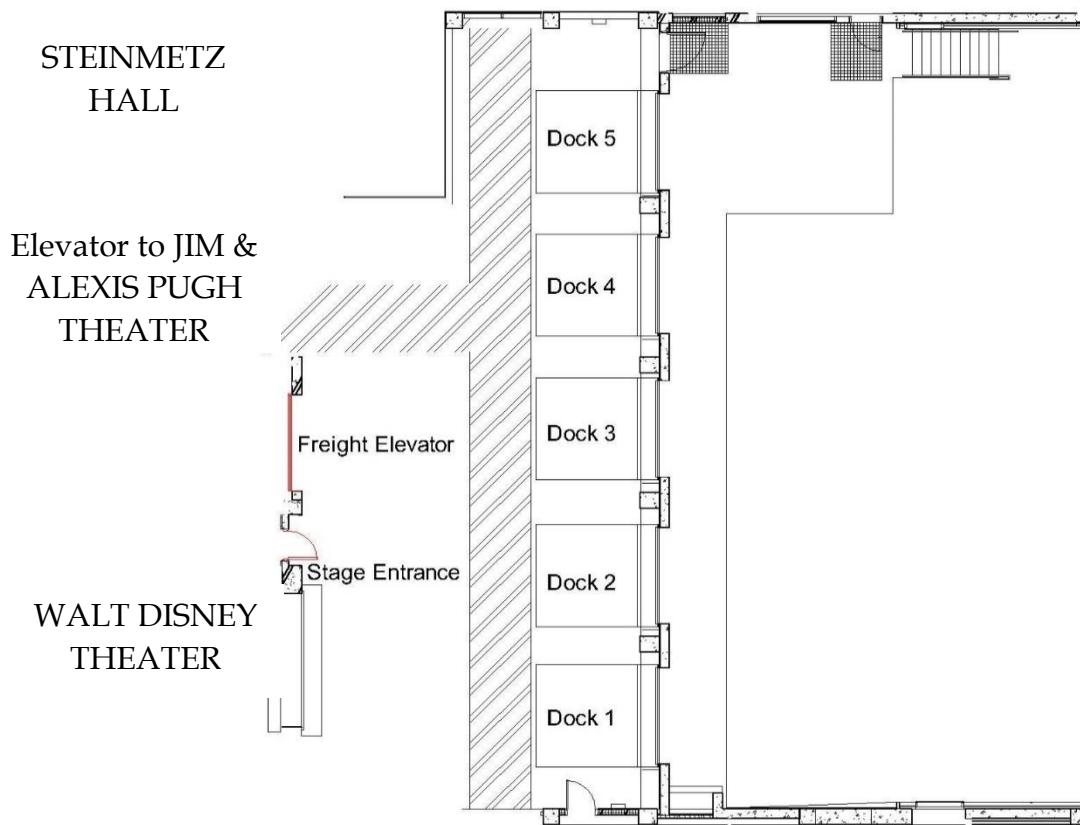 STEINMETZ
HALL
Dock 5
Elevator to JIM &
ALEXIS PUGH
THEATER
Dock 4
Dock 3
Freight Elevator
Stage Entrance
Dock 2
WALT DISNEY
THEATER
Dock 1